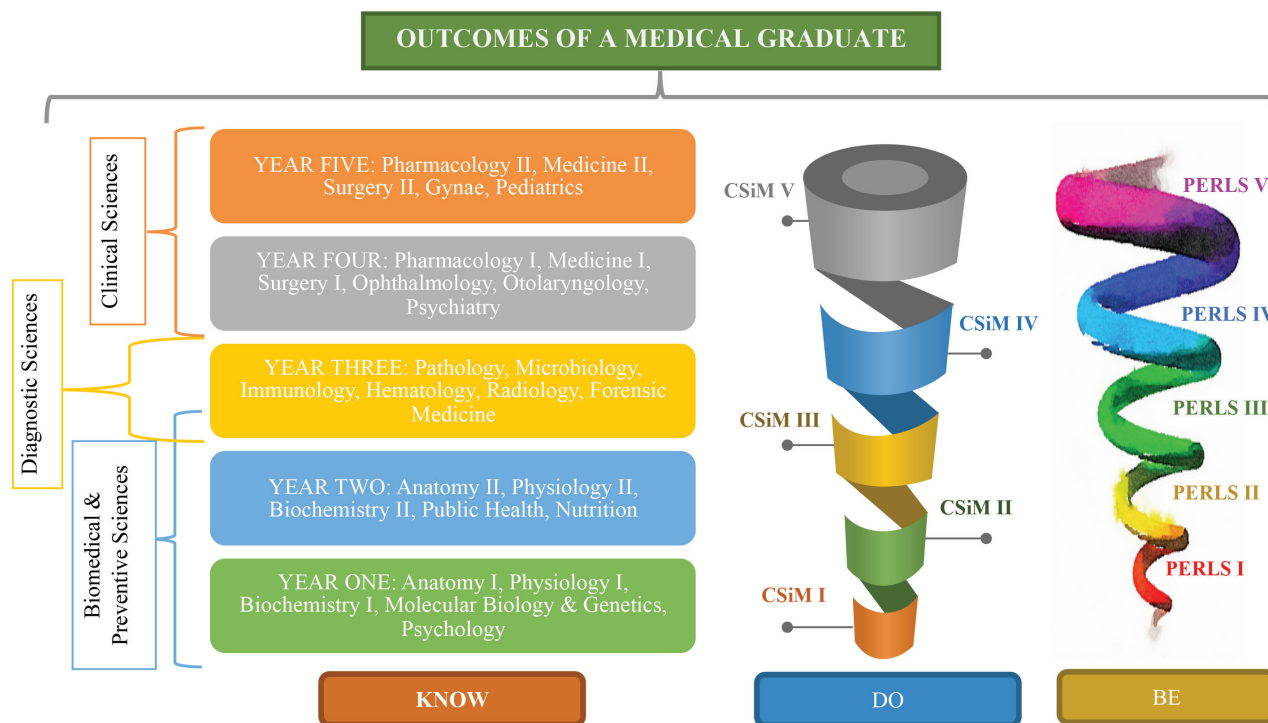 OUTCOMES OF A MEDICAL GRADUATE
Clinical Sciences
Diagnostic Sciences
Biomedical &
Preventive Sciences
YEAR FIVE: Pharmacology II, Medicine II,
Surgery II, Gynae, Pediatrics
YEAR FOUR: Pharmacology I, Medicine I,
Surgery I, Ophthalmology, Otolaryngology,
Psychiatry
YEAR THREE: Pathology, Microbiology,
Immunology, Hematology, Radiology, Forensic
Medicine
YEAR TWO: Anatomy II, Physiology II,
Biochemistry II, Public Health, Nutrition
YEAR ONE: Anatomy I, Physiology I,
Biochemistry I, Molecular Biology & Genetics,
Psychology
KNOW
CSiM V
CSiM IV
CSiM III
CSiM II
CSiM I
DO
PERLS V
PERLS IV
PERLS III
PERLS II
PERLS I
BE